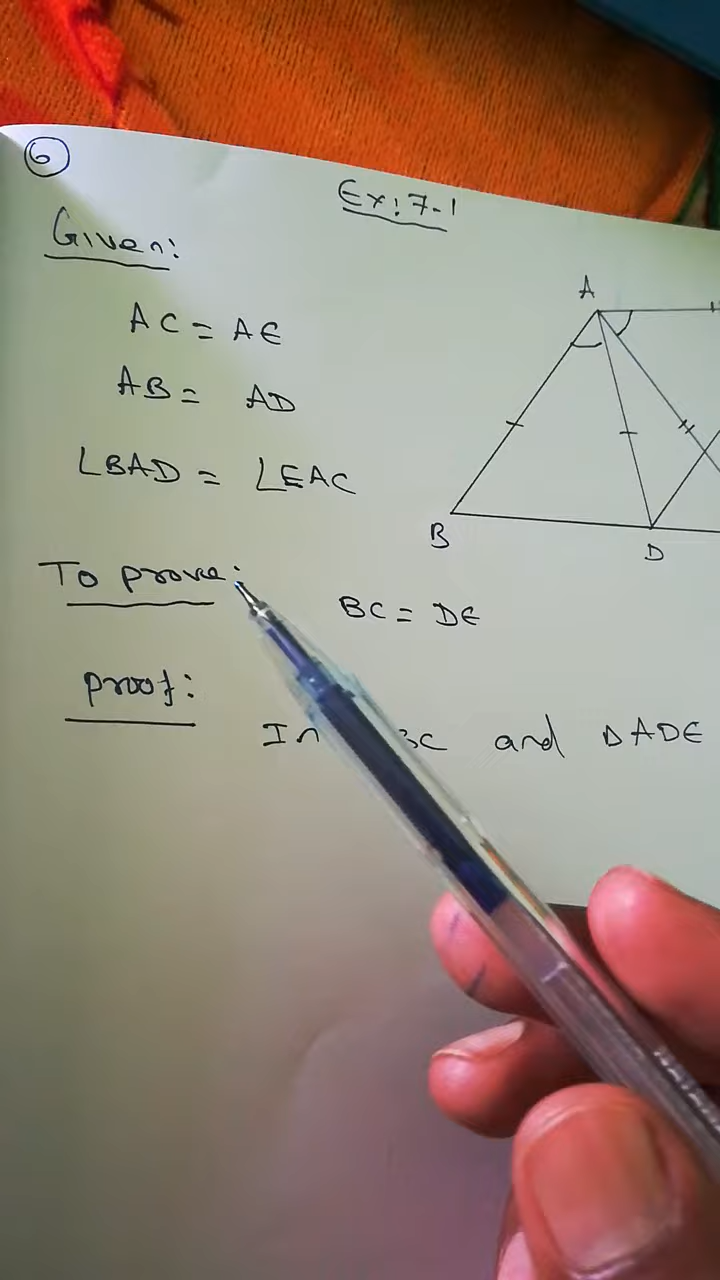 6
Ex: 7.1
Given:
AC = AE
AB = AD
∠BAD = ∠EAC
To prove:
BC = DE
Proof:
In BC and ΔADE
A
B
D